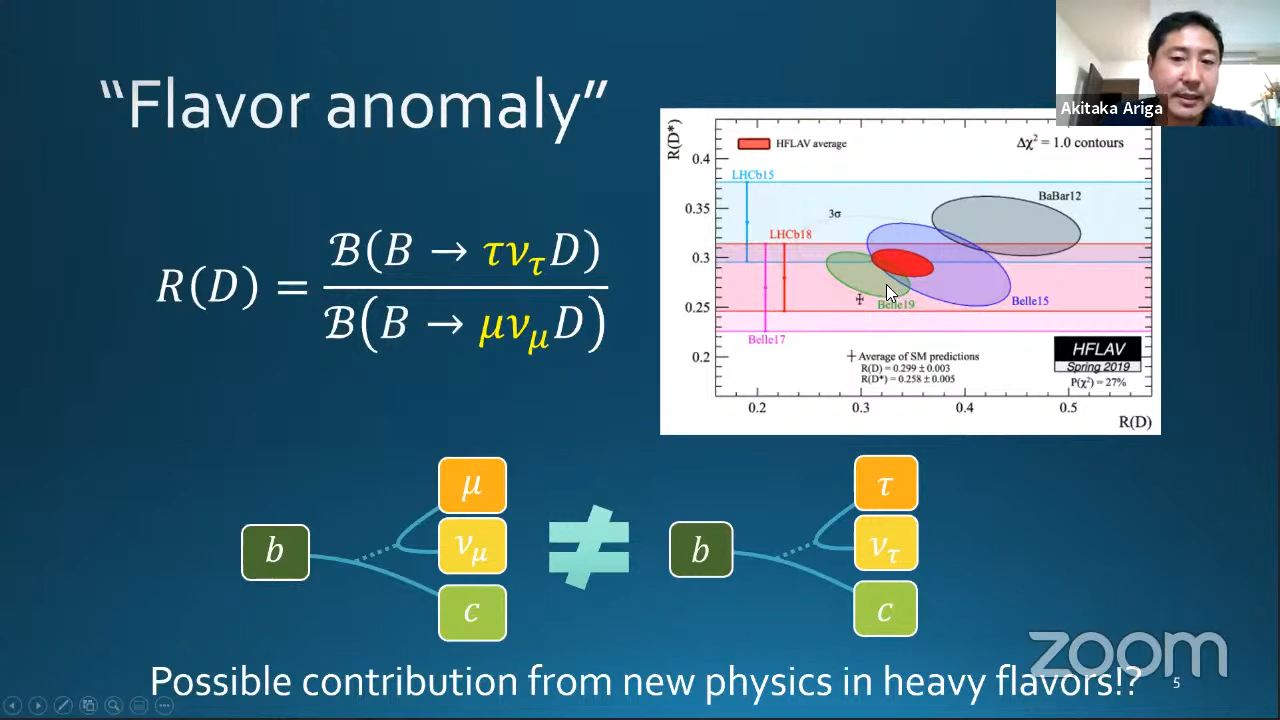 “Flavor anomaly”
Akitaka Ariga
R(D) = ℬ(B → τν_τD) / ℬ(B → μν_μD)
R(D*)
HFLAV average
Δχ² = 1.0 contours
0.4
LHCb15
BaBar12
0.35
3σ
LHCb18
0.3
Belle15
Belle19
0.25
Belle17
HFLAV
Spring 2019
P(χ²) = 27%
0.2
Average of SM predictions
R(D) = 0.299 ± 0.003
R(D*) = 0.258 ± 0.005
0.2 0.3 0.4 0.5
R(D)
μ
b
ν_μ
c
≠
τ
b
ν_τ
c
zoom
Possible contribution from new physics in heavy flavors!?
5